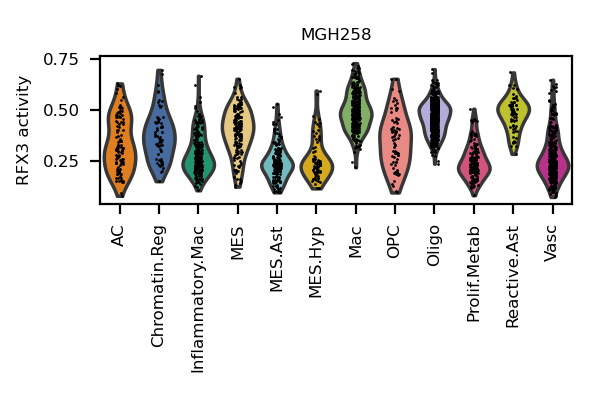 MGH258
RFX3 activity
0.75
0.50
0.25
AC
Chromatin.Reg
Inflammatory.Mac
MES
MES.Ast
MES.Hyp
Mac
OPC
Oligo
Prolif.Metab
Reactive.Ast
Vasc